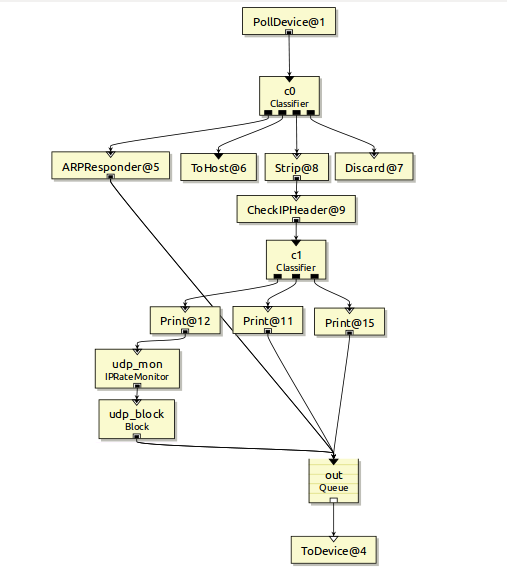 PollDevice@1
c0
Classifier
ARPResponder@5
ToHost@6
Strip@8
Discard@7
CheckIPHeader@9
c1
Classifier
Print@12
Print@11
Print@15
udp_mon
IPRateMonitor
udp_block
Block
out
Queue
ToDevice@4